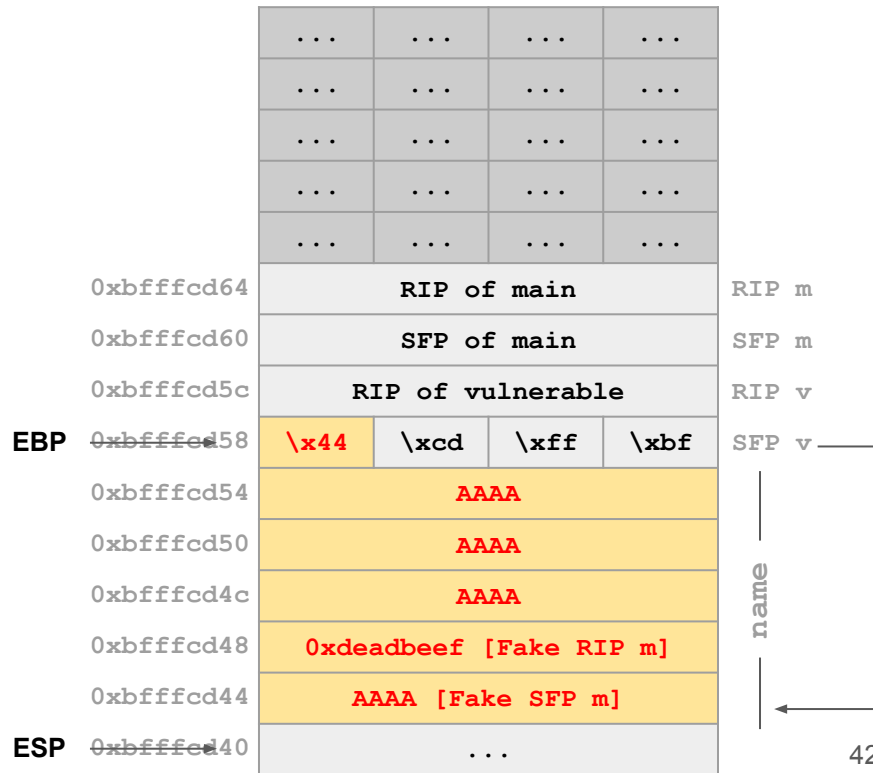 ... ... ... ...
... ... ... ...
... ... ... ...
... ... ... ...
... ... ... ...
0xbfffcd64 RIP of main RIP m
0xbfffcd60 SFP of main SFP m
0xbfffcd5c RIP of vulnerable RIP v
EBP 0xbfffcd58 \x44 \xcd \xff \xbf SFP v
0xbfffcd54 AAAA
0xbfffcd50 AAAA
0xbfffcd4c AAAA
name
0xbfffcd48 0xdeadbeef [Fake RIP m]
0xbfffcd44 AAAA [Fake SFP m]
ESP 0xbfffcd40 ...
42